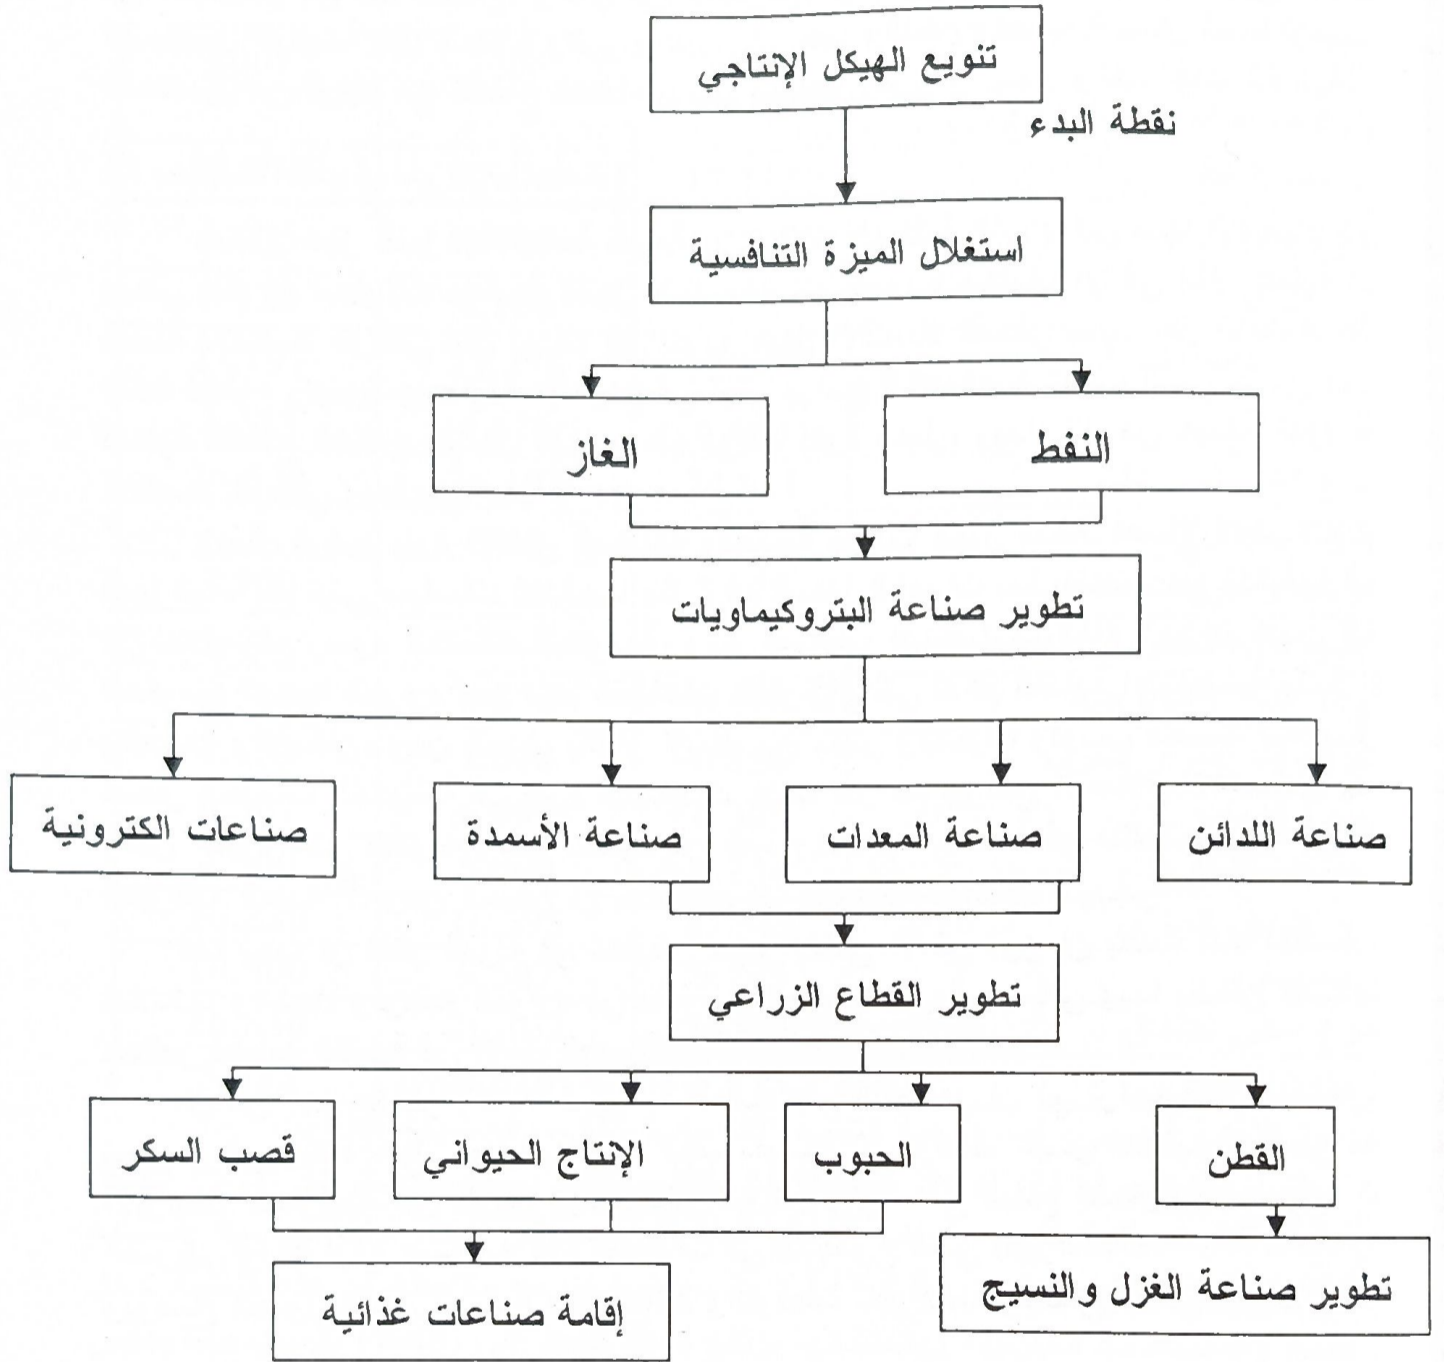 تنويع الهيكل الإنتاجي
نقطة البدء
استغلال الميزة التنافسية
النفط
الغاز
تطوير صناعة البتروكيماويات
صناعة اللدائن
صناعة المعدات
صناعة الأسمدة
صناعات الكترونية
تطوير القطاع الزراعي
القطن
الحبوب
الإنتاج الحيواني
قصب السكر
تطوير صناعة الغزل والنسيج
إقامة صناعات غذائية